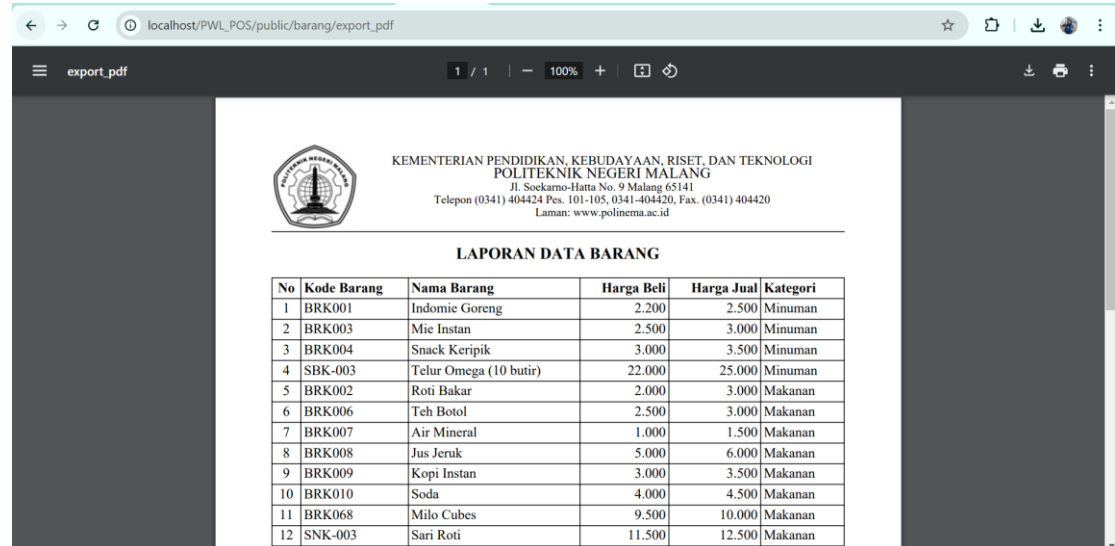 localhost/PWL_POS/public/barang/export_pdf
export_pdf
1 / 1 | − 100% + |
POLITEKNIK NEGERI MALANG
KEMENTERIAN PENDIDIKAN, KEBUDAYAAN, RISET, DAN TEKNOLOGI
POLITEKNIK NEGERI MALANG
Jl. Soekarno-Hatta No. 9 Malang 65141
Telepon (0341) 404424 Pes. 101-105, 0341-404420, Fax. (0341) 404420
Laman: www.polinema.ac.id
LAPORAN DATA BARANG
No Kode Barang Nama Barang Harga Beli Harga Jual Kategori
1 BRK001 Indomie Goreng 2.200 2.500 Minuman
2 BRK003 Mie Instan 2.500 3.000 Minuman
3 BRK004 Snack Keripik 3.000 3.500 Minuman
4 SBK-003 Telur Omega (10 butir) 22.000 25.000 Minuman
5 BRK002 Roti Bakar 2.000 3.000 Makanan
6 BRK006 Teh Botol 2.500 3.000 Makanan
7 BRK007 Air Mineral 1.000 1.500 Makanan
8 BRK008 Jus Jeruk 5.000 6.000 Makanan
9 BRK009 Kopi Instan 3.000 3.500 Makanan
10 BRK010 Soda 4.000 4.500 Makanan
11 BRK068 Milo Cubes 9.500 10.000 Makanan
12 SNK-003 Sari Roti 11.500 12.500 Makanan